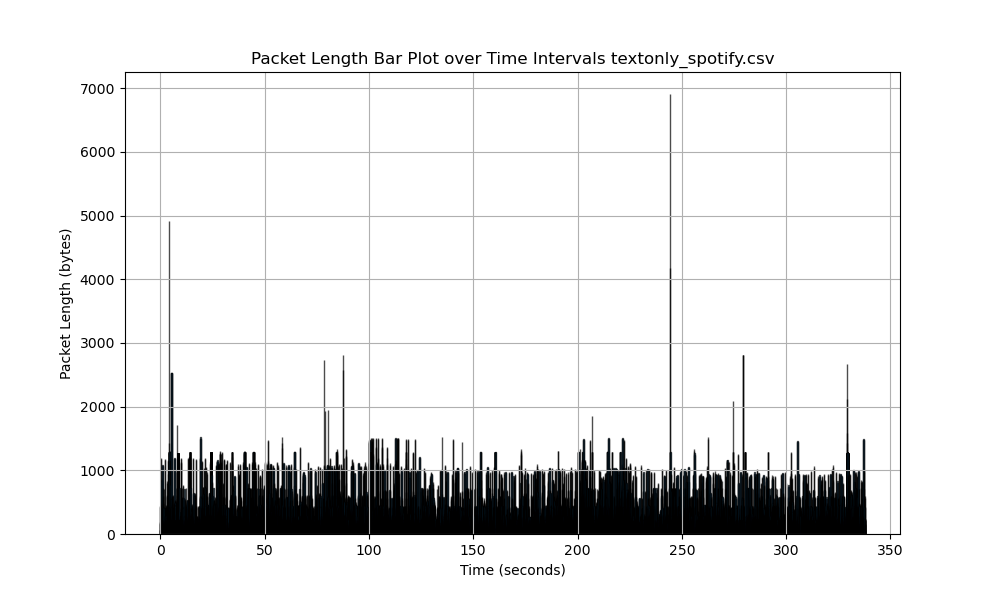 Packet Length Bar Plot over Time Intervals textonly_spotify.csv
7000
6000
5000
4000
3000
2000
1000
0
Packet Length (bytes)
0 50 100 150 200 250 300 350
Time (seconds)